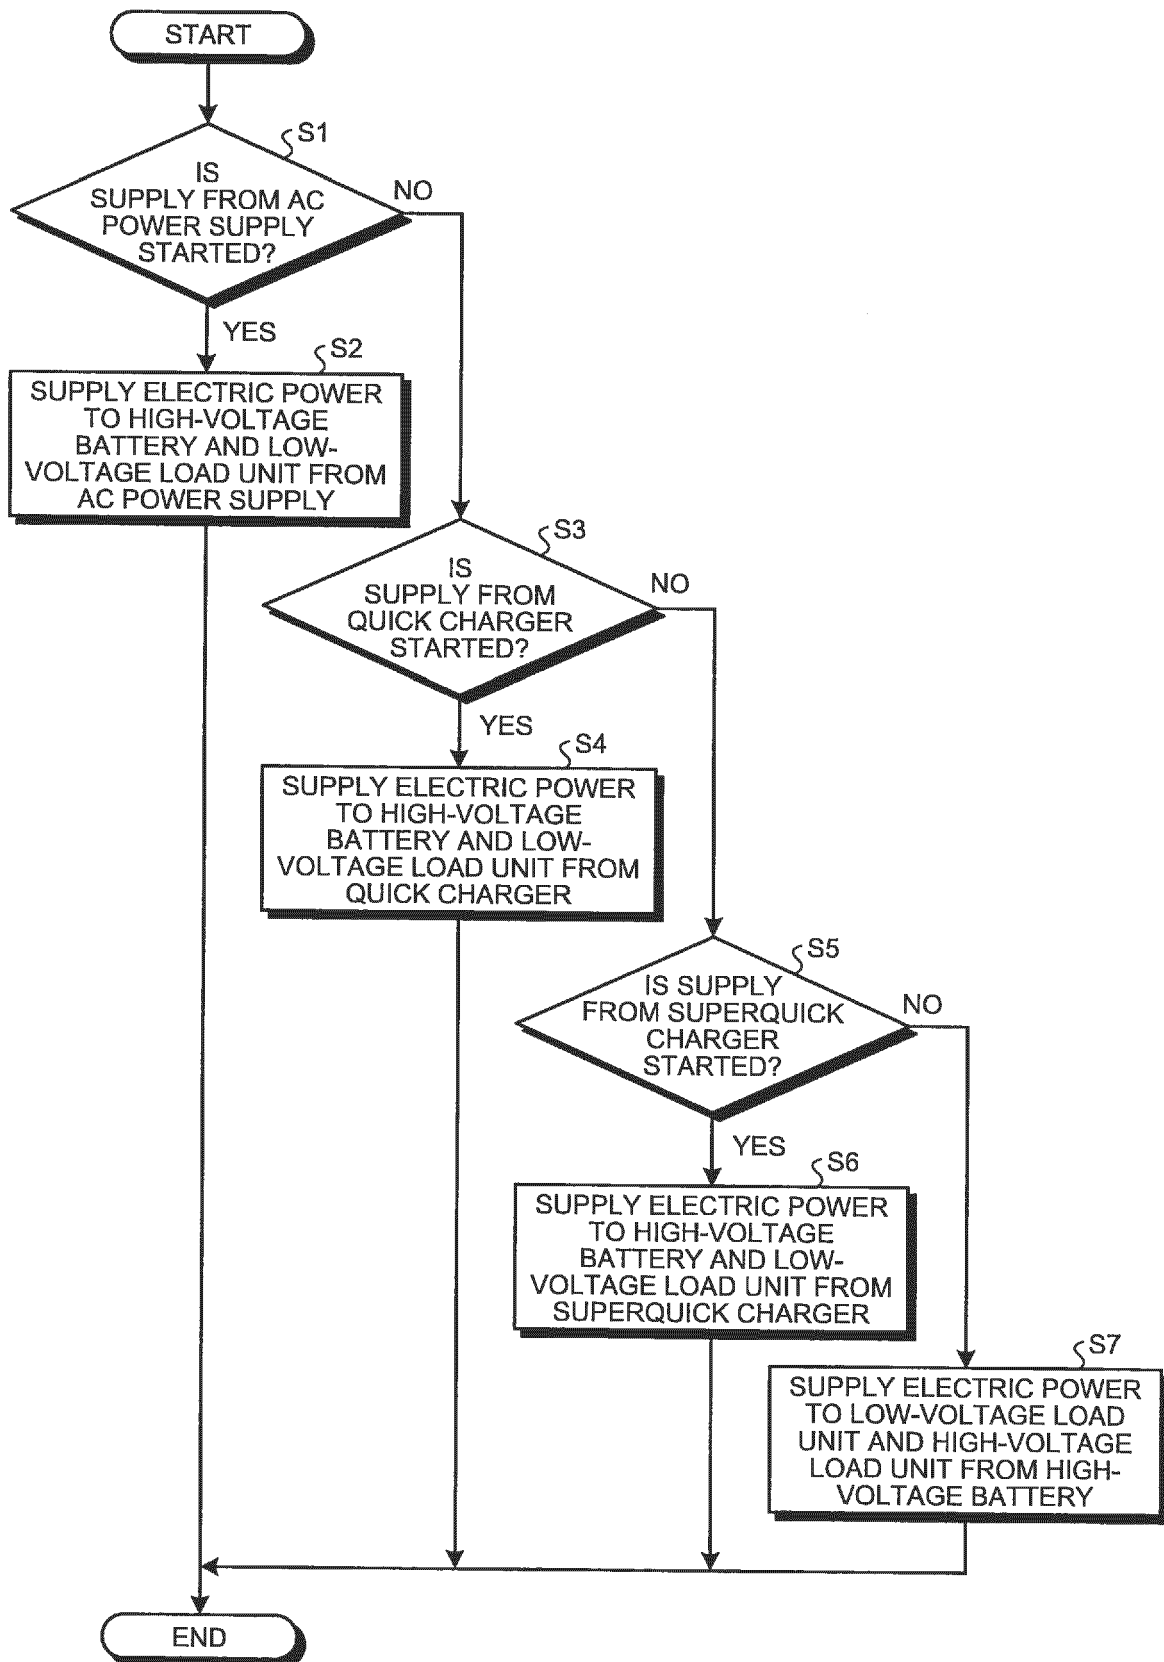 START
S1
IS
SUPPLY FROM AC
POWER SUPPLY
STARTED?
NO
YES
S2
SUPPLY ELECTRIC POWER
TO HIGH-VOLTAGE
BATTERY AND LOW-
VOLTAGE LOAD UNIT FROM
AC POWER SUPPLY
S3
IS
SUPPLY FROM
QUICK CHARGER
STARTED?
NO
YES
S4
SUPPLY ELECTRIC POWER
TO HIGH-VOLTAGE
BATTERY AND LOW-
VOLTAGE LOAD UNIT FROM
QUICK CHARGER
S5
IS SUPPLY
FROM SUPERQUICK
CHARGER
STARTED?
NO
YES
S6
SUPPLY ELECTRIC POWER
TO HIGH-VOLTAGE
BATTERY AND LOW-
VOLTAGE LOAD UNIT FROM
SUPERQUICK CHARGER
S7
SUPPLY ELECTRIC POWER
TO LOW-VOLTAGE LOAD
UNIT AND HIGH-VOLTAGE
LOAD UNIT FROM HIGH-
VOLTAGE BATTERY
END